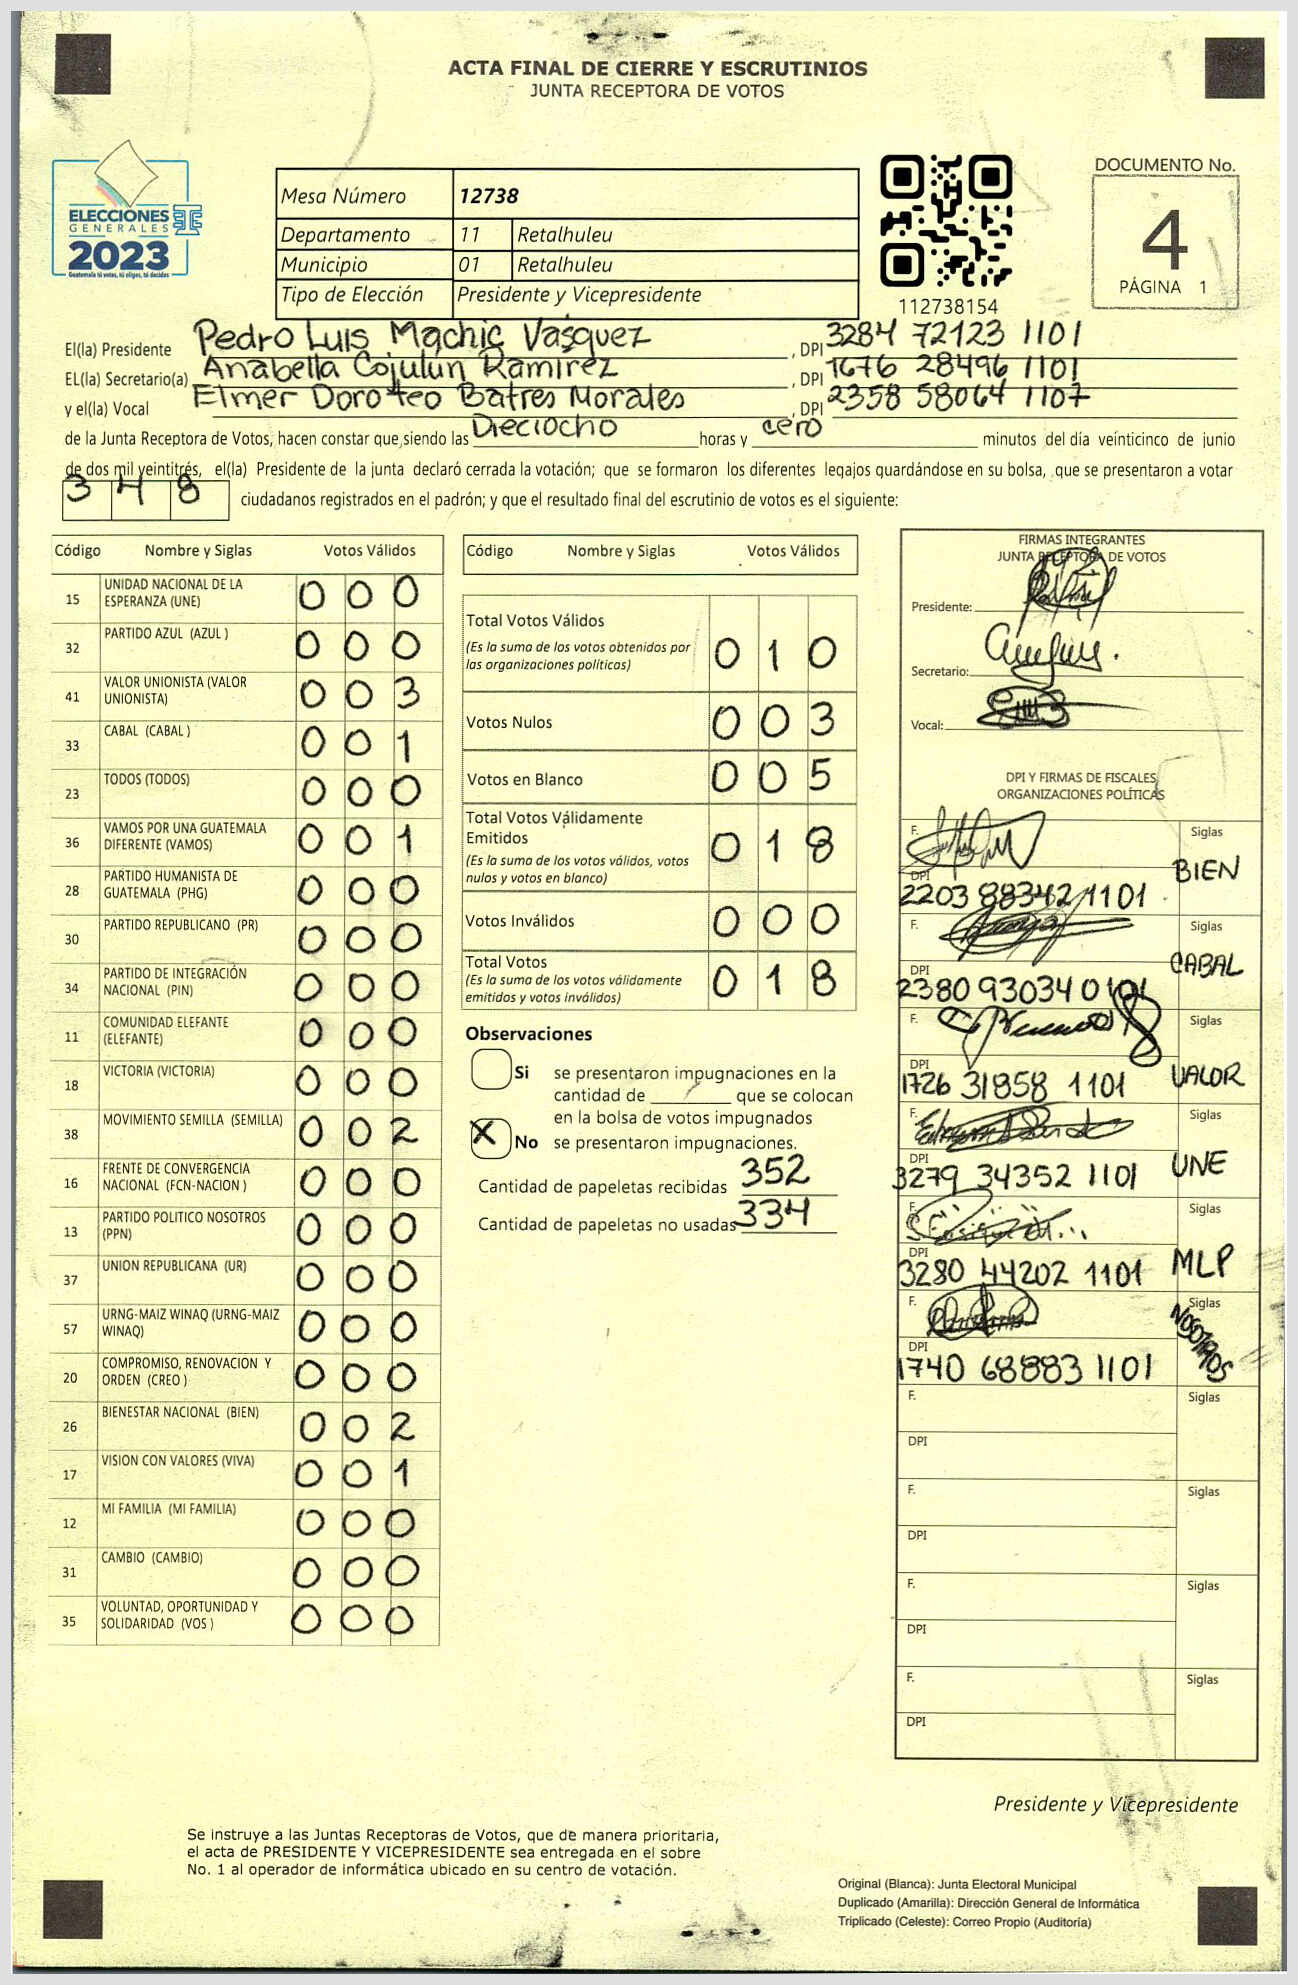 ACTA FINAL DE CIERRE Y ESCRUTINIOS
JUNTA RECEPTORA DE VOTOS
ELECCIONES
GENERALES
2023
Guatemala tú votas, tú eliges, tú decides
Mesa Número 12738
Departamento 11 Retalhuleu
Municipio 01 Retalhuleu
Tipo de Elección Presidente y Vicepresidente
112738154
DOCUMENTO No.
4
PÁGINA 1
El(la) Presidente Pedro Luis Machic Vasquez , DPI 3284 72123 1101
EL(la) Secretario(a) Anabella Cojulún Ramirez , DPI 1676 28496 1101
y el(la) Vocal Elmer Doroteo Batres Morales , DPI 2358 58064 1107
de la Junta Receptora de Votos, hacen constar que,siendo las Dieciocho horas y cero minutos del día veinticinco de junio
de dos mil veintitrés, el(la) Presidente de la junta declaró cerrada la votación; que se formaron los diferentes legajos quardándose en su bolsa, que se presentaron a votar
3 4 8 ciudadanos registrados en el padrón; y que el resultado final del escrutinio de votos es el siguiente:
Código Nombre y Siglas Votos Válidos
15 UNIDAD NACIONAL DE LA ESPERANZA (UNE) 0 0 0
32 PARTIDO AZUL (AZUL ) 0 0 0
41 VALOR UNIONISTA (VALOR UNIONISTA) 0 0 3
33 CABAL (CABAL ) 0 0 1
23 TODOS (TODOS) 0 0 0
36 VAMOS POR UNA GUATEMALA DIFERENTE (VAMOS) 0 0 1
28 PARTIDO HUMANISTA DE GUATEMALA (PHG) 0 0 0
30 PARTIDO REPUBLICANO (PR) 0 0 0
34 PARTIDO DE INTEGRACIÓN NACIONAL (PIN) 0 0 0
11 COMUNIDAD ELEFANTE (ELEFANTE) 0 0 0
18 VICTORIA (VICTORIA) 0 0 0
38 MOVIMIENTO SEMILLA (SEMILLA) 0 0 2
16 FRENTE DE CONVERGENCIA NACIONAL (FCN-NACION ) 0 0 0
13 PARTIDO POLITICO NOSOTROS (PPN) 0 0 0
37 UNION REPUBLICANA (UR) 0 0 0
57 URNG-MAIZ WINAQ (URNG-MAIZ WINAQ) 0 0 0
20 COMPROMISO, RENOVACION Y ORDEN (CREO ) 0 0 0
26 BIENESTAR NACIONAL (BIEN) 0 0 2
17 VISION CON VALORES (VIVA) 0 0 1
12 MI FAMILIA (MI FAMILIA) 0 0 0
31 CAMBIO (CAMBIO) 0 0 0
35 VOLUNTAD, OPORTUNIDAD Y SOLIDARIDAD (VOS ) 0 0 0
Código Nombre y Siglas Votos Válidos
Total Votos Válidos
(Es la suma de los votos obtenidos por
las organizaciones políticas) 0 1 0
Votos Nulos 0 0 3
Votos en Blanco 0 0 5
Total Votos Válidamente
Emitidos
(Es la suma de los votos válidos, votos
nulos y votos en blanco) 0 1 8
Votos Inválidos 0 0 0
Total Votos
(Es la suma de los votos válidamente
emitidos y votos inválidos) 0 1 8
Observaciones
Si se presentaron impugnaciones en la
cantidad de ________ que se colocan
en la bolsa de votos impugnados
X No se presentaron impugnaciones.
Cantidad de papeletas recibidas 352
Cantidad de papeletas no usadas 334
FIRMAS INTEGRANTES
JUNTA RECEPTORA DE VOTOS
Presidente:
Secretario:
Vocal:
DPI Y FIRMAS DE FISCALES
ORGANIZACIONES POLÍTICAS
F. Siglas
BIEN
DPI
2203 88342 1101
F. Siglas
CABAL
DPI
2380 93034 0101
F. Siglas
DPI
1726 31858 1101 VALOR
F. Siglas
DPI
3279 34352 1101 UNE
F. Siglas
DPI
3280 44202 1101 MLP
F. Siglas
NOSOTROS
DPI
1740 68883 1101
F. Siglas
DPI
F. Siglas
DPI
F. Siglas
DPI
F. Siglas
DPI
Presidente y Vicepresidente
Se instruye a las Juntas Receptoras de Votos, que de manera prioritaria,
el acta de PRESIDENTE Y VICEPRESIDENTE sea entregada en el sobre
No. 1 al operador de informática ubicado en su centro de votación.
Original (Blanca): Junta Electoral Municipal
Duplicado (Amarilla): Dirección General de Informática
Triplicado (Celeste): Correo Propio (Auditoría)